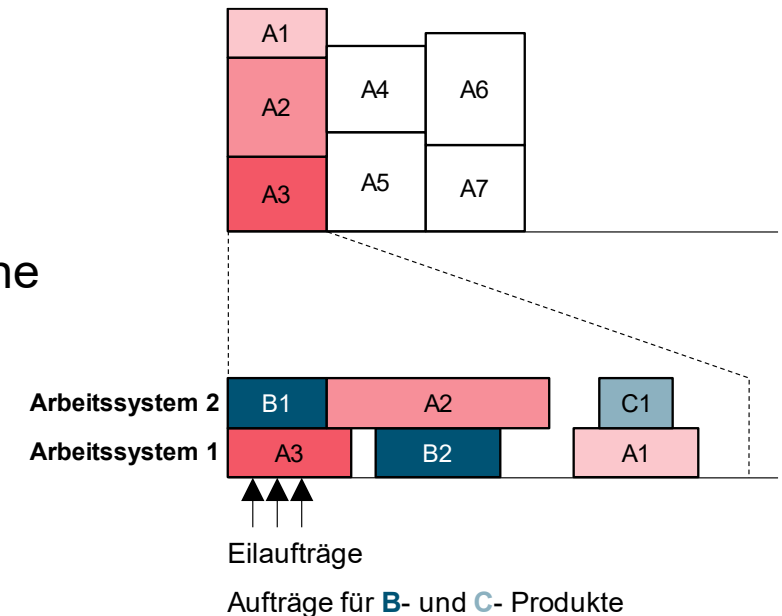 A1
A4
A6
A2
A5
A7
A3
ne
Arbeitssystem 2
B1
A2
C1
Arbeitssystem 1
A3
B2
A1
Eilaufträge
Aufträge für B- und C- Produkte